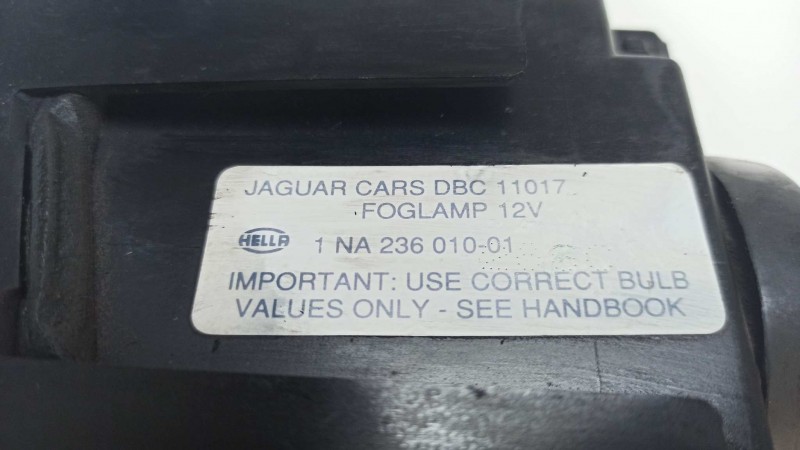 JAGUAR CARS DBC 11017
FOGLAMP 12V
HELLA 1 NA 236 010-01
IMPORTANT: USE CORRECT BULB
VALUES ONLY - SEE HANDBOOK